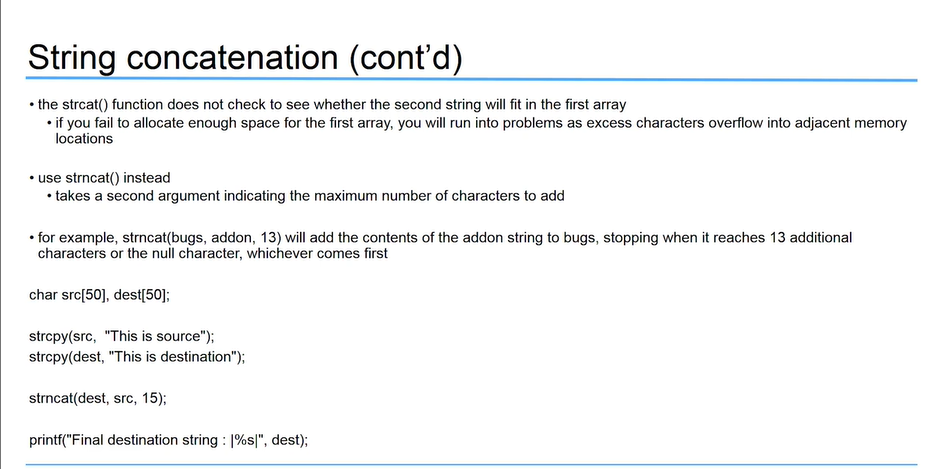 String concatenation (cont’d)
• the strcat() function does not check to see whether the second string will fit in the first array
• if you fail to allocate enough space for the first array, you will run into problems as excess characters overflow into adjacent memory
locations
• use strncat() instead
• takes a second argument indicating the maximum number of characters to add
• for example, strncat(bugs, addon, 13) will add the contents of the addon string to bugs, stopping when it reaches 13 additional
characters or the null character, whichever comes first
char src[50], dest[50];
strcpy(src,  "This is source");
strcpy(dest, "This is destination");
strncat(dest, src, 15);
printf("Final destination string : |%s|", dest);